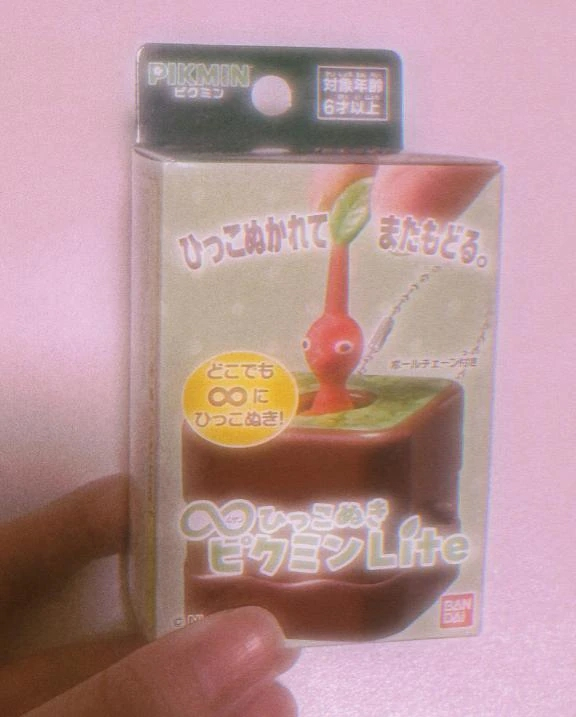 PIKMIN
ピクミン
対象年齢
6才以上
ひっこぬかれて またもどる。
ボールチェーン付き
どこでも
∞に
ひっこぬき!
∞ひっこぬき
ピクミンLite
©
BAN
DAI